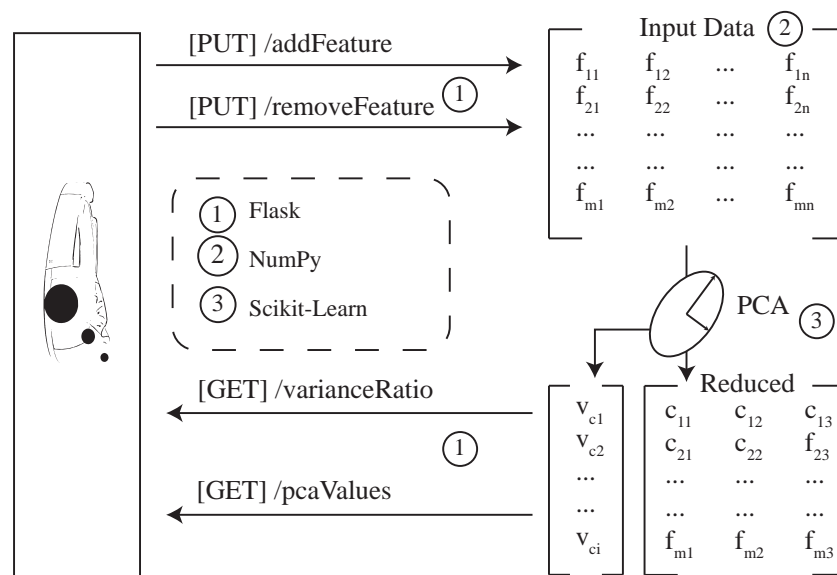 [PUT] /addFeature
[PUT] /removeFeature
1
Input Data 2
f11 f12 ... f1n
f21 f22 ... f2n
... ... ... ...
... ... ... ...
fm1 fm2 ... fmn
1 Flask
2 NumPy
3 Scikit-Learn
PCA 3
[GET] /varianceRatio
1
[GET] /pcaValues
vc1
vc2
...
...
vci
Reduced
c11 c12 c13
c21 c22 f23
... ... ...
... ... ...
fm1 fm2 fm3